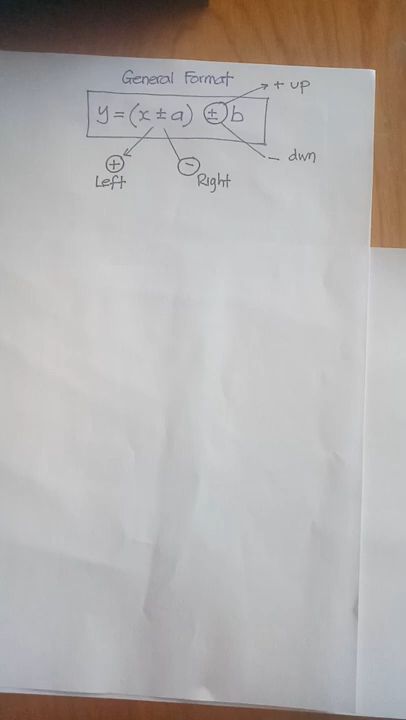 General Format
+ up
y = (x ± a) ± b
- dwn
+ -
Left Right